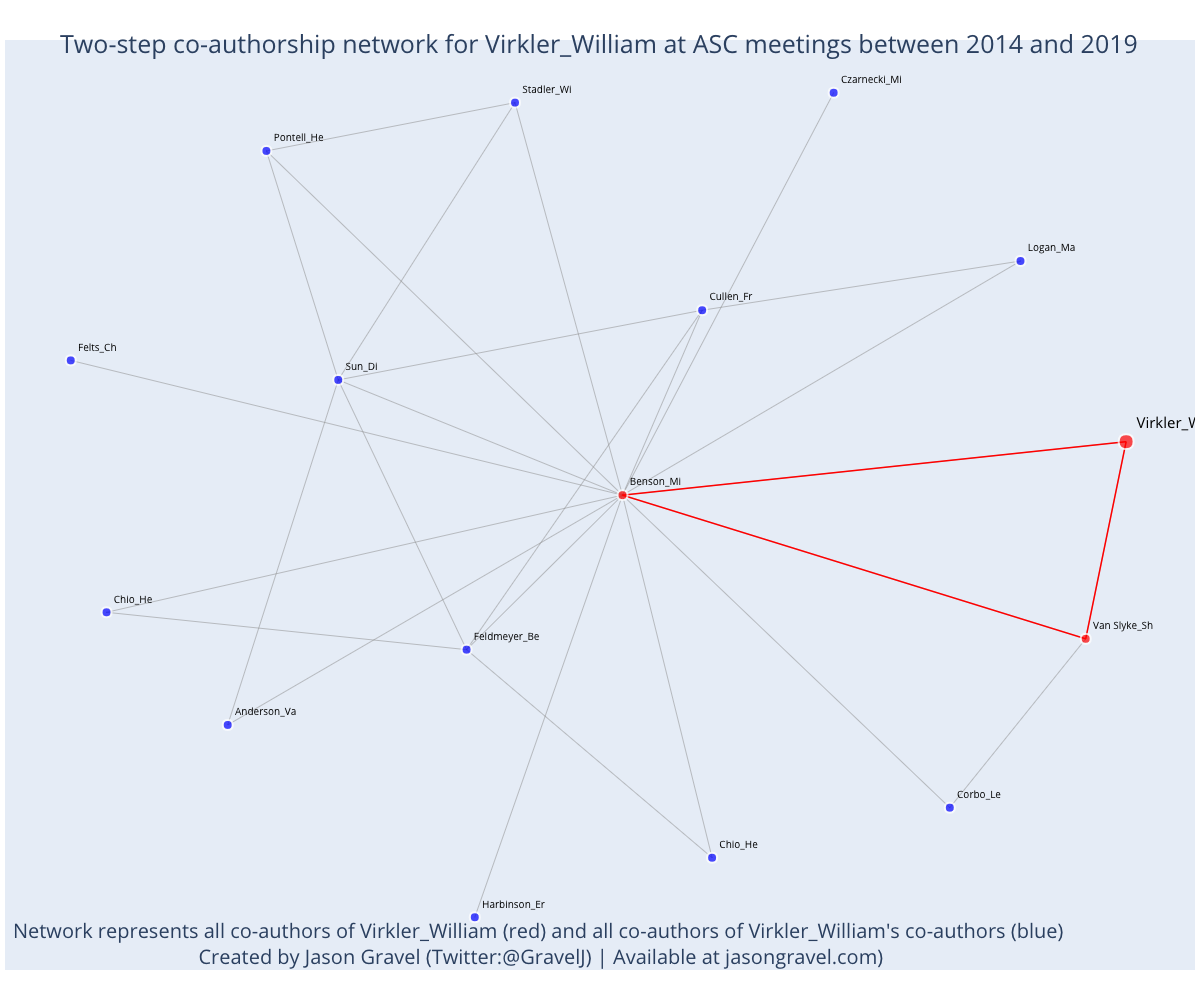 Two-step co-authorship network for Virkler_William at ASC meetings between 2014 and 2019
Czarnecki_Mi
Stadler_Wi
Pontell_He
Logan_Ma
Cullen_Fr
Felts_Ch
Sun_Di
Virkler_W
Benson_Mi
Chio_He
Van Slyke_Sh
Feldmeyer_Be
Anderson_Va
Corbo_Le
Chio_He
Harbinson_Er
Network represents all co-authors of Virkler_William (red) and all co-authors of Virkler_William's co-authors (blue)
Created by Jason Gravel (Twitter:@GravelJ) | Available at jasongravel.com)